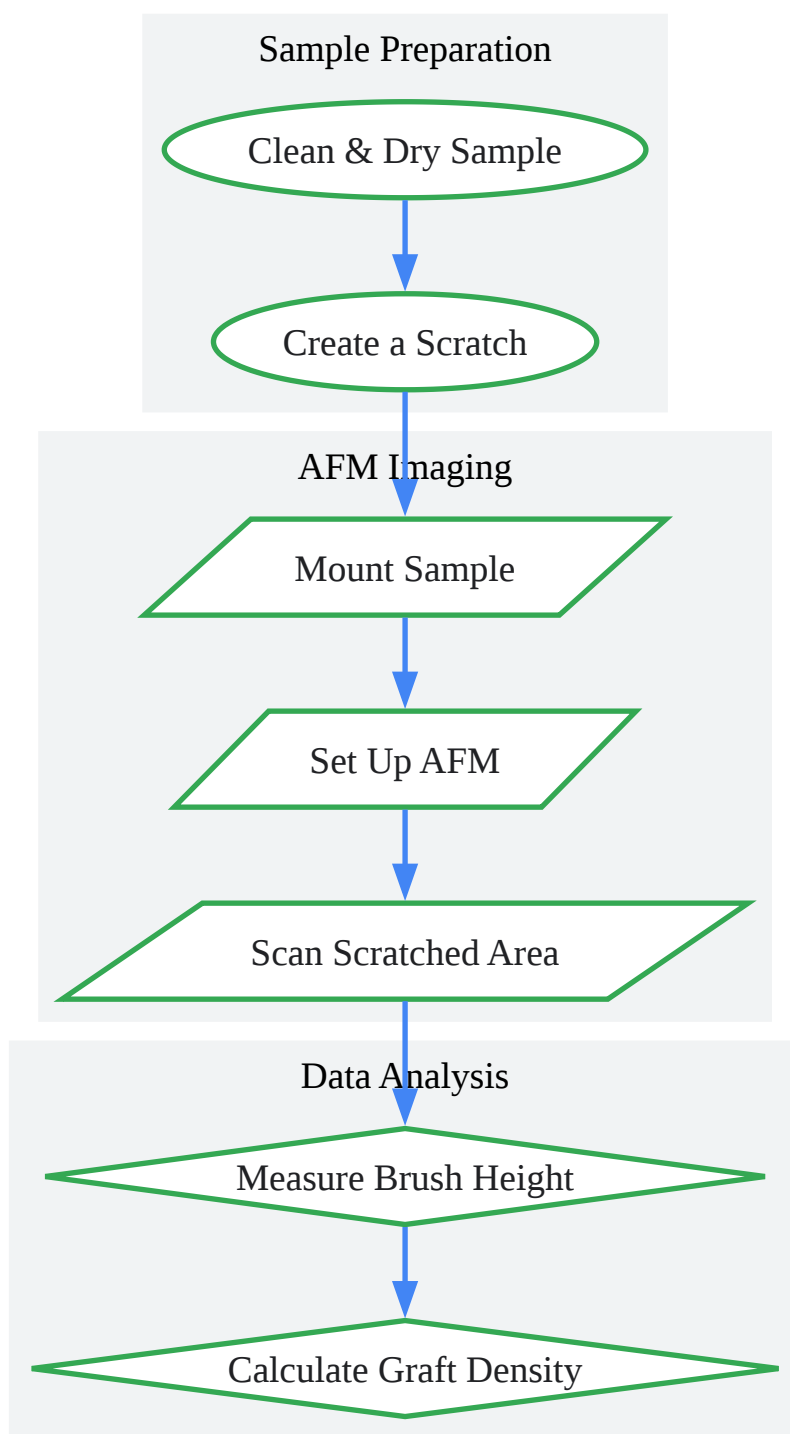 Sample Preparation
Clean & Dry Sample
Create a Scratch
AFM Imaging
Mount Sample
Set Up AFM
Scan Scratched Area
Data Analysis
Measure Brush Height
Calculate Graft Density